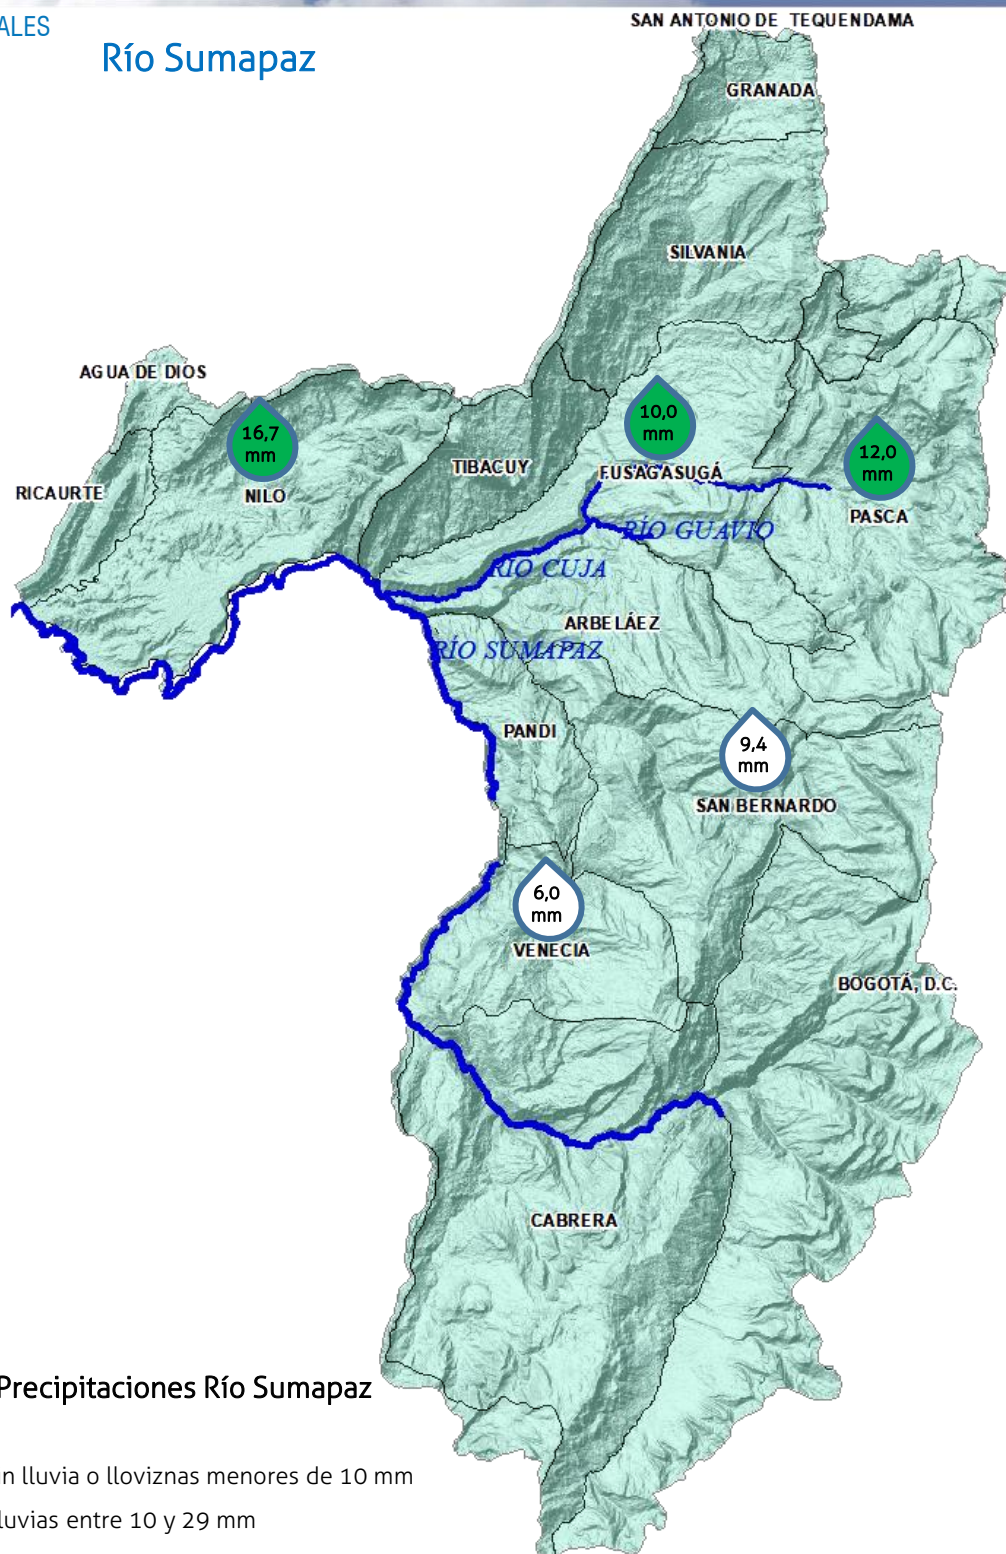 ALES
SAN ANTONIO DE TEQUENDAMA
Río Sumapaz
GRANADA
SILVANIA
AGUA DE DIOS
16,7
mm
10,0
mm
12,0
mm
TIBACUY
FUSAGASUGÁ
RICAURTE
NILO
PASCA
RÍO GUAVIO
RÍO CUJA
ARBELÁEZ
RÍO SUMAPAZ
PANDI
9,4
mm
SAN BERNARDO
6,0
mm
VENECIA
BOGOTÁ, D.C.
CABRERA
Precipitaciones Río Sumapaz
n lluvia o lloviznas menores de 10 mm
luvias entre 10 y 29 mm